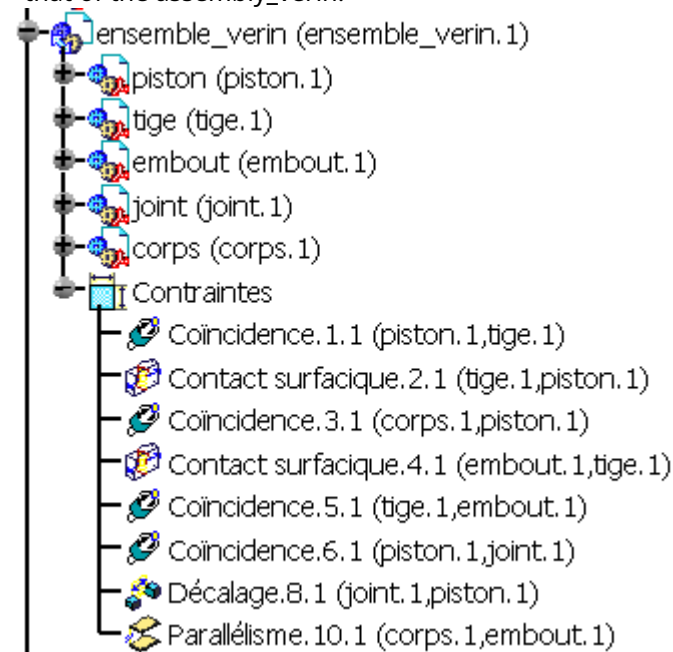 that of the assembly_verin.
ensemble_verin (ensemble_verin.1)
piston (piston.1)
tige (tige.1)
embout (embout.1)
joint (joint.1)
corps (corps.1)
Contraintes
Coïncidence.1.1 (piston.1,tige.1)
Contact surfacique.2.1 (tige.1,piston.1)
Coïncidence.3.1 (corps.1,piston.1)
Contact surfacique.4.1 (embout.1,tige.1)
Coïncidence.5.1 (tige.1,embout.1)
Coïncidence.6.1 (piston.1,joint.1)
Décalage.8.1 (joint.1,piston.1)
Parallélisme.10.1 (corps.1,embout.1)